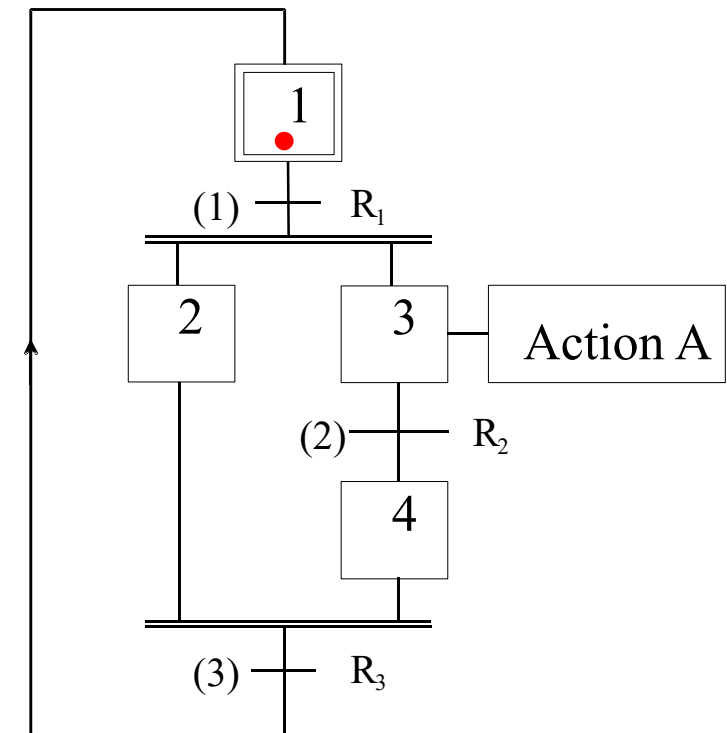 1
(1) R₁
2 3 Action A
(2) R₂
4
(3) R₃